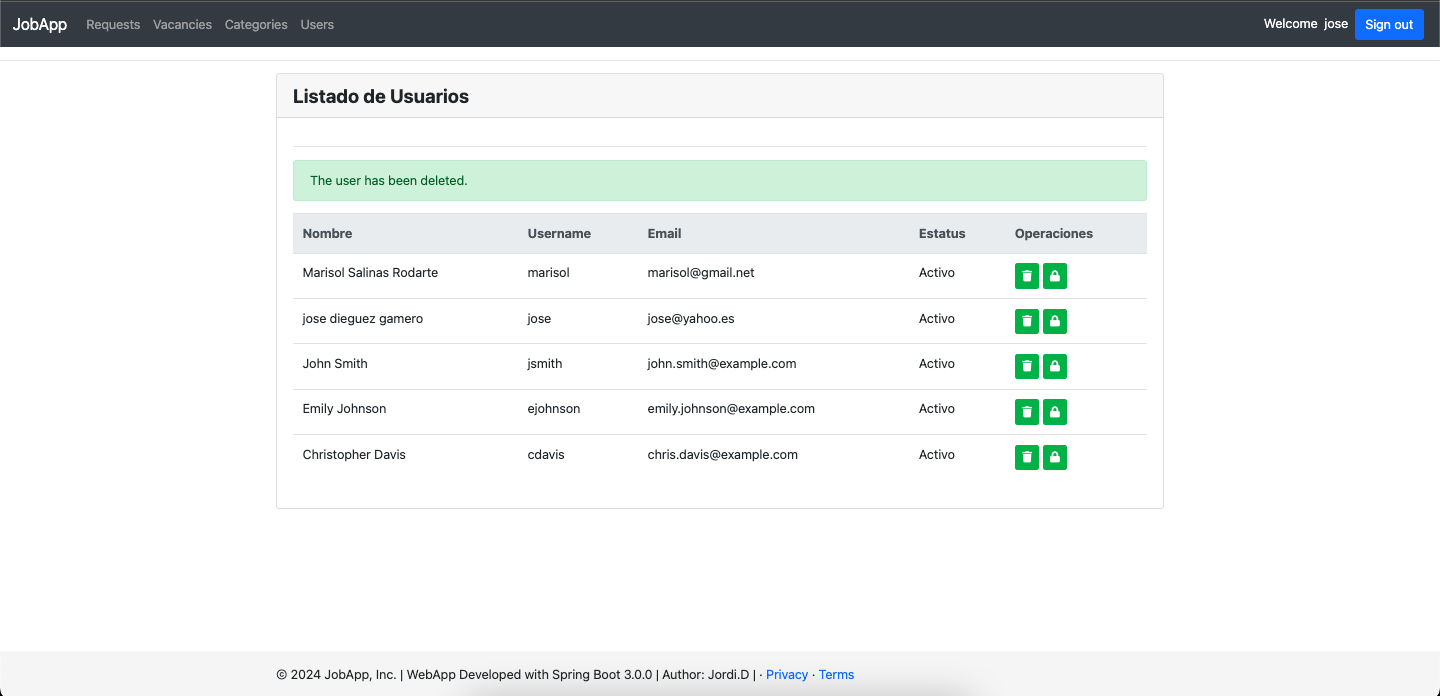 JobApp Requests Vacancies Categories Users Welcome jose Sign out
Listado de Usuarios
The user has been deleted.
Nombre Username Email Estatus Operaciones
Marisol Salinas Rodarte marisol marisol@gmail.net Activo
jose dieguez gamero jose jose@yahoo.es Activo
John Smith jsmith john.smith@example.com Activo
Emily Johnson ejohnson emily.johnson@example.com Activo
Christopher Davis cdavis chris.davis@example.com Activo
© 2024 JobApp, Inc. | WebApp Developed with Spring Boot 3.0.0 | Author: Jordi.D | · Privacy · Terms